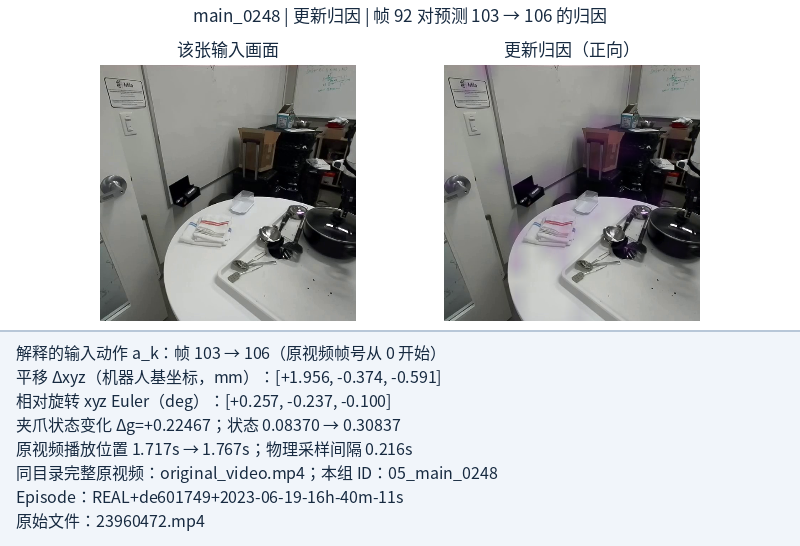 main_0248 | 更新归因 | 帧 92 对预测 103 → 106 的归因
该张输入画面
更新归因（正向）
解释的输入动作 a_k：帧 103 → 106（原视频帧号从 0 开始）
平移 Δxyz（机器人基坐标，mm）：[+1.956, -0.374, -0.591]
相对旋转 xyz Euler（deg）：[+0.257, -0.237, -0.100]
夹爪状态变化 Δg=+0.22467；状态 0.08370 → 0.30837
原视频播放位置 1.717s → 1.767s；物理采样间隔 0.216s
同目录完整原视频：original_video.mp4；本组 ID：05_main_0248
Episode：REAL+de601749+2023-06-19-16h-40m-11s
原始文件：23960472.mp4